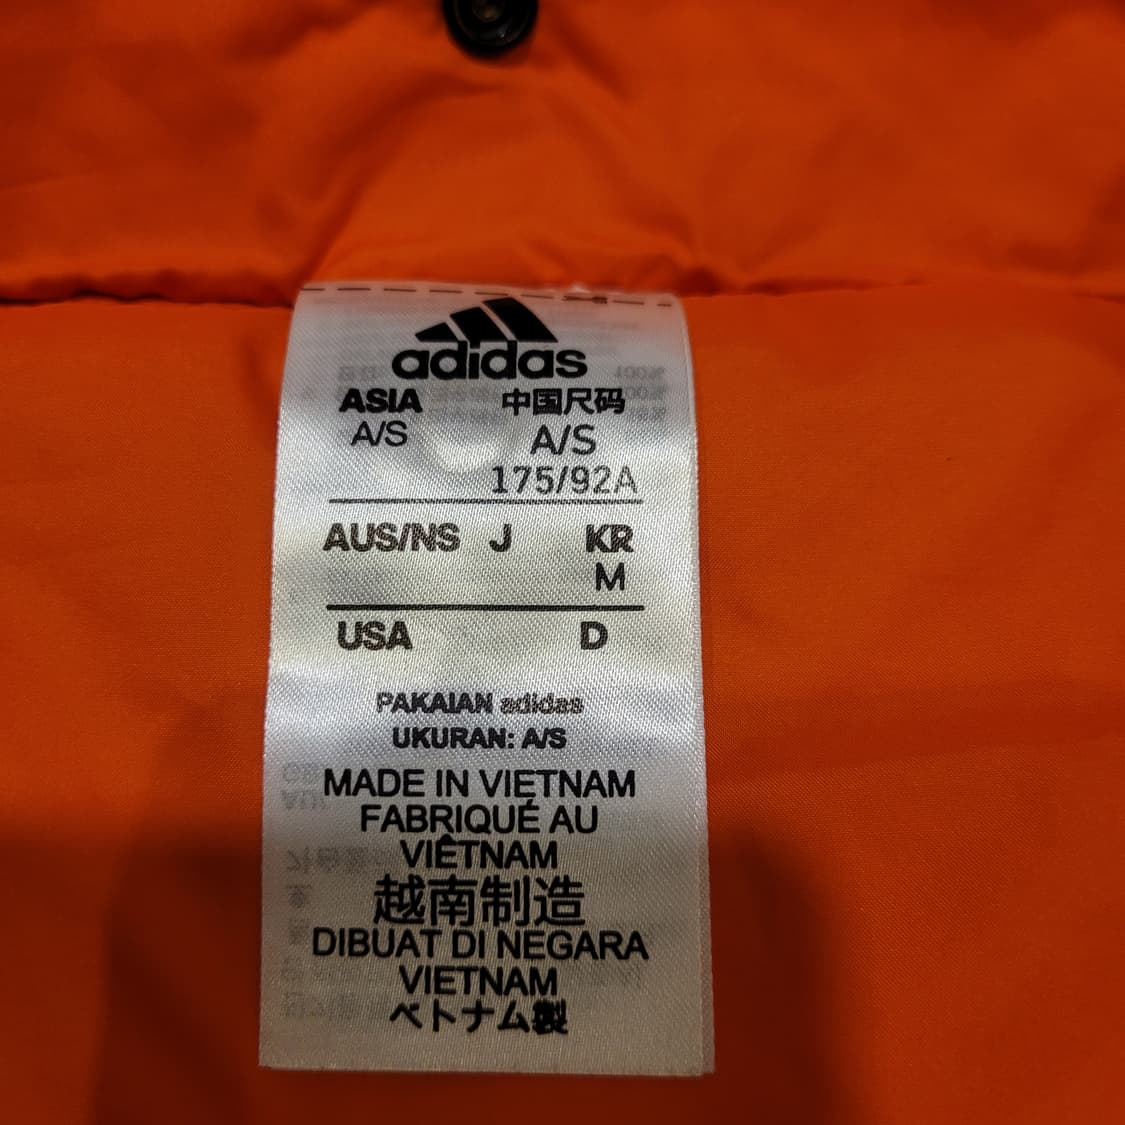 adidas
ASIA 中国尺码
A/S A/S
175/92A
AUS/NS J KR
M
USA D
PAKAIAN adidas
UKURAN: A/S
MADE IN VIETNAM
FABRIQUÉ AU
VIÊTNAM
越南制造
DIBUAT DI NEGARA
VIETNAM
ベトナム製